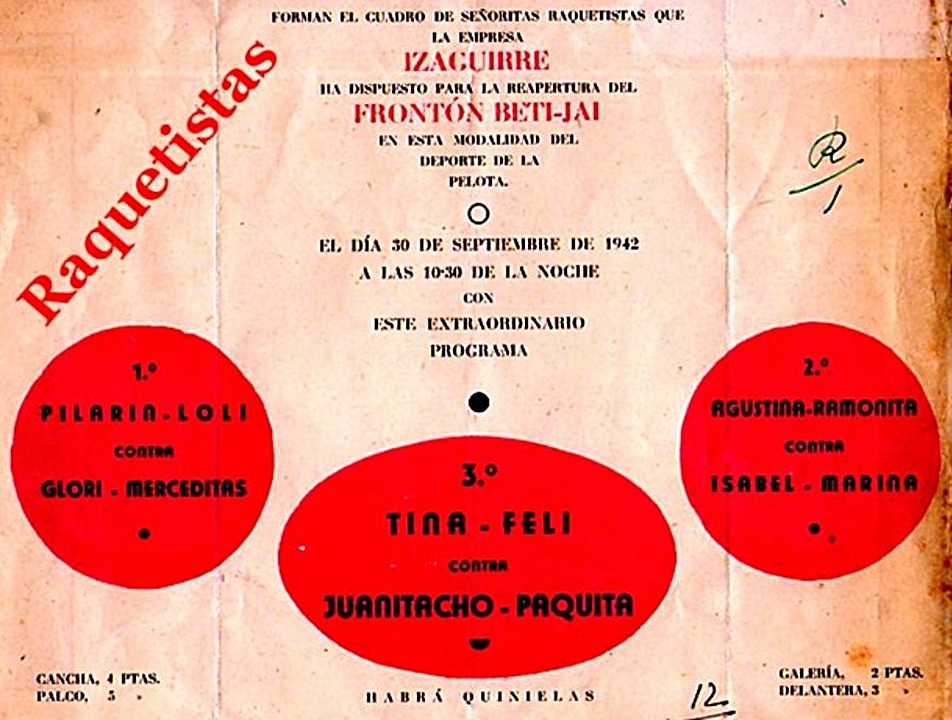 FORMAN EL CUADRO DE SEÑORITAS RAQUETISTAS QUE
LA EMPRESA
IZAGUIRRE
HA DISPUESTO PARA LA REAPERTURA DEL
FRONTÓN BETI-JAI
EN ESTA MODALIDAD DEL
DEPORTE DE LA
PELOTA.
Raquetistas
R/1
EL DÍA 30 DE SEPTIEMBRE DE 1942
A LAS 10·30 DE LA NOCHE
CON
ESTE EXTRAORDINARIO
PROGRAMA
1.º
PILARIN-LOLI
CONTRA
GLORI - MERCEDITAS
2.º
AGUSTINA-RAMONITA
CONTRA
ISABEL - MARINA
3.º
TINA - FELI
CONTRA
JUANITACHO - PAQUITA
CANCHA, 4 PTAS.
PALCO, 5 »
HABRÁ QUINIELAS
12
GALERÍA, 2 PTAS.
DELANTERA, 3 »